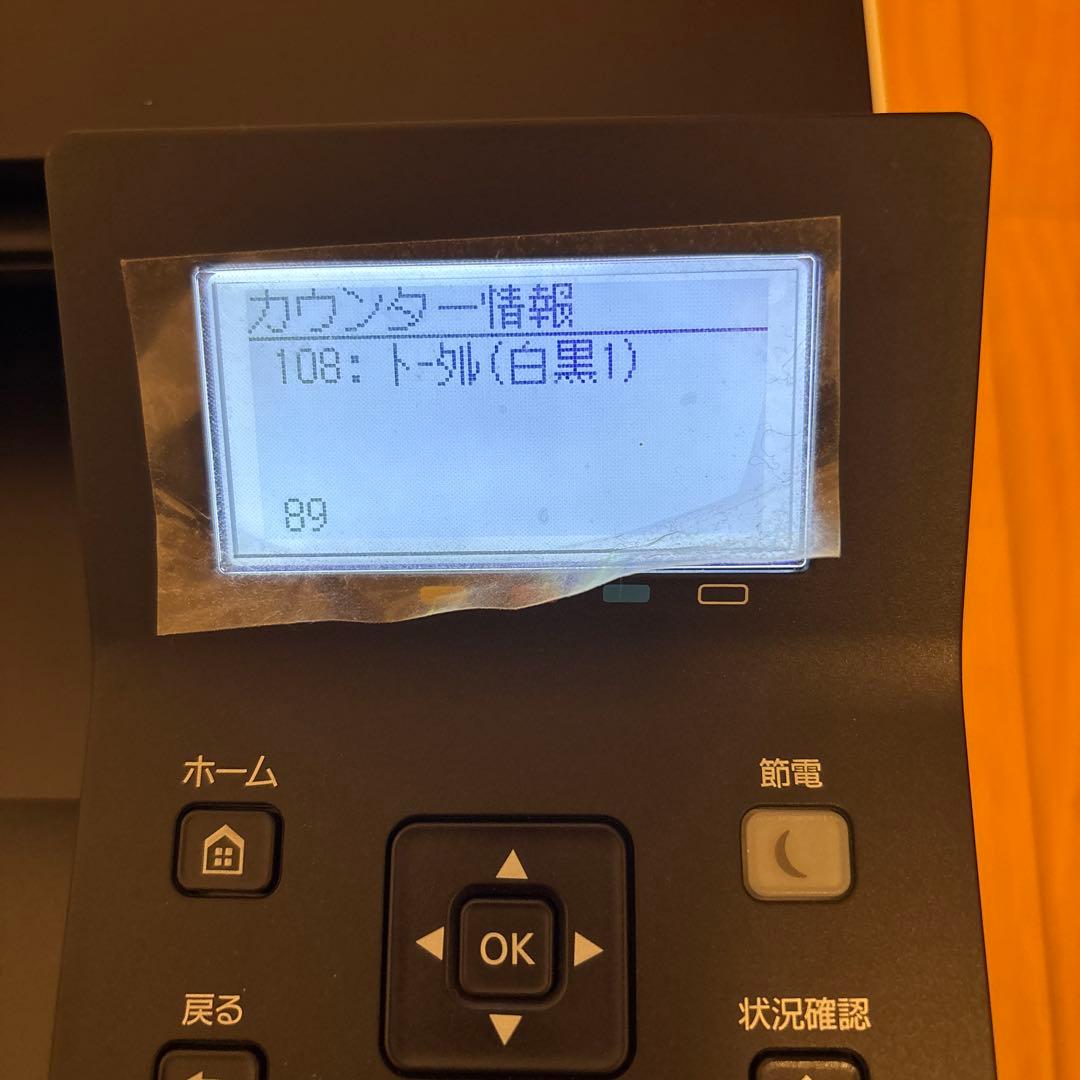 カウンター情報
108: ﾄｰﾀﾙ(白黒1)
89
ホーム
節電
OK
戻る
状況確認